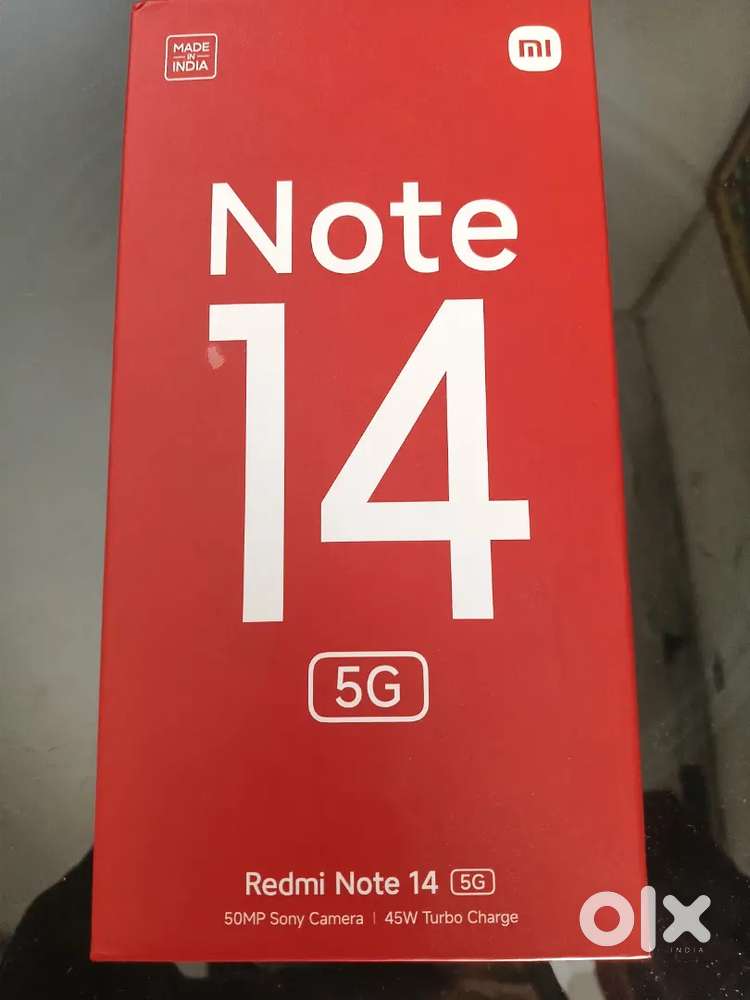 MADE
IN
INDIA
mi
Note
14
5G
Redmi Note 14 5G
50MP Sony Camera | 45W Turbo Charge
olx
INDIA